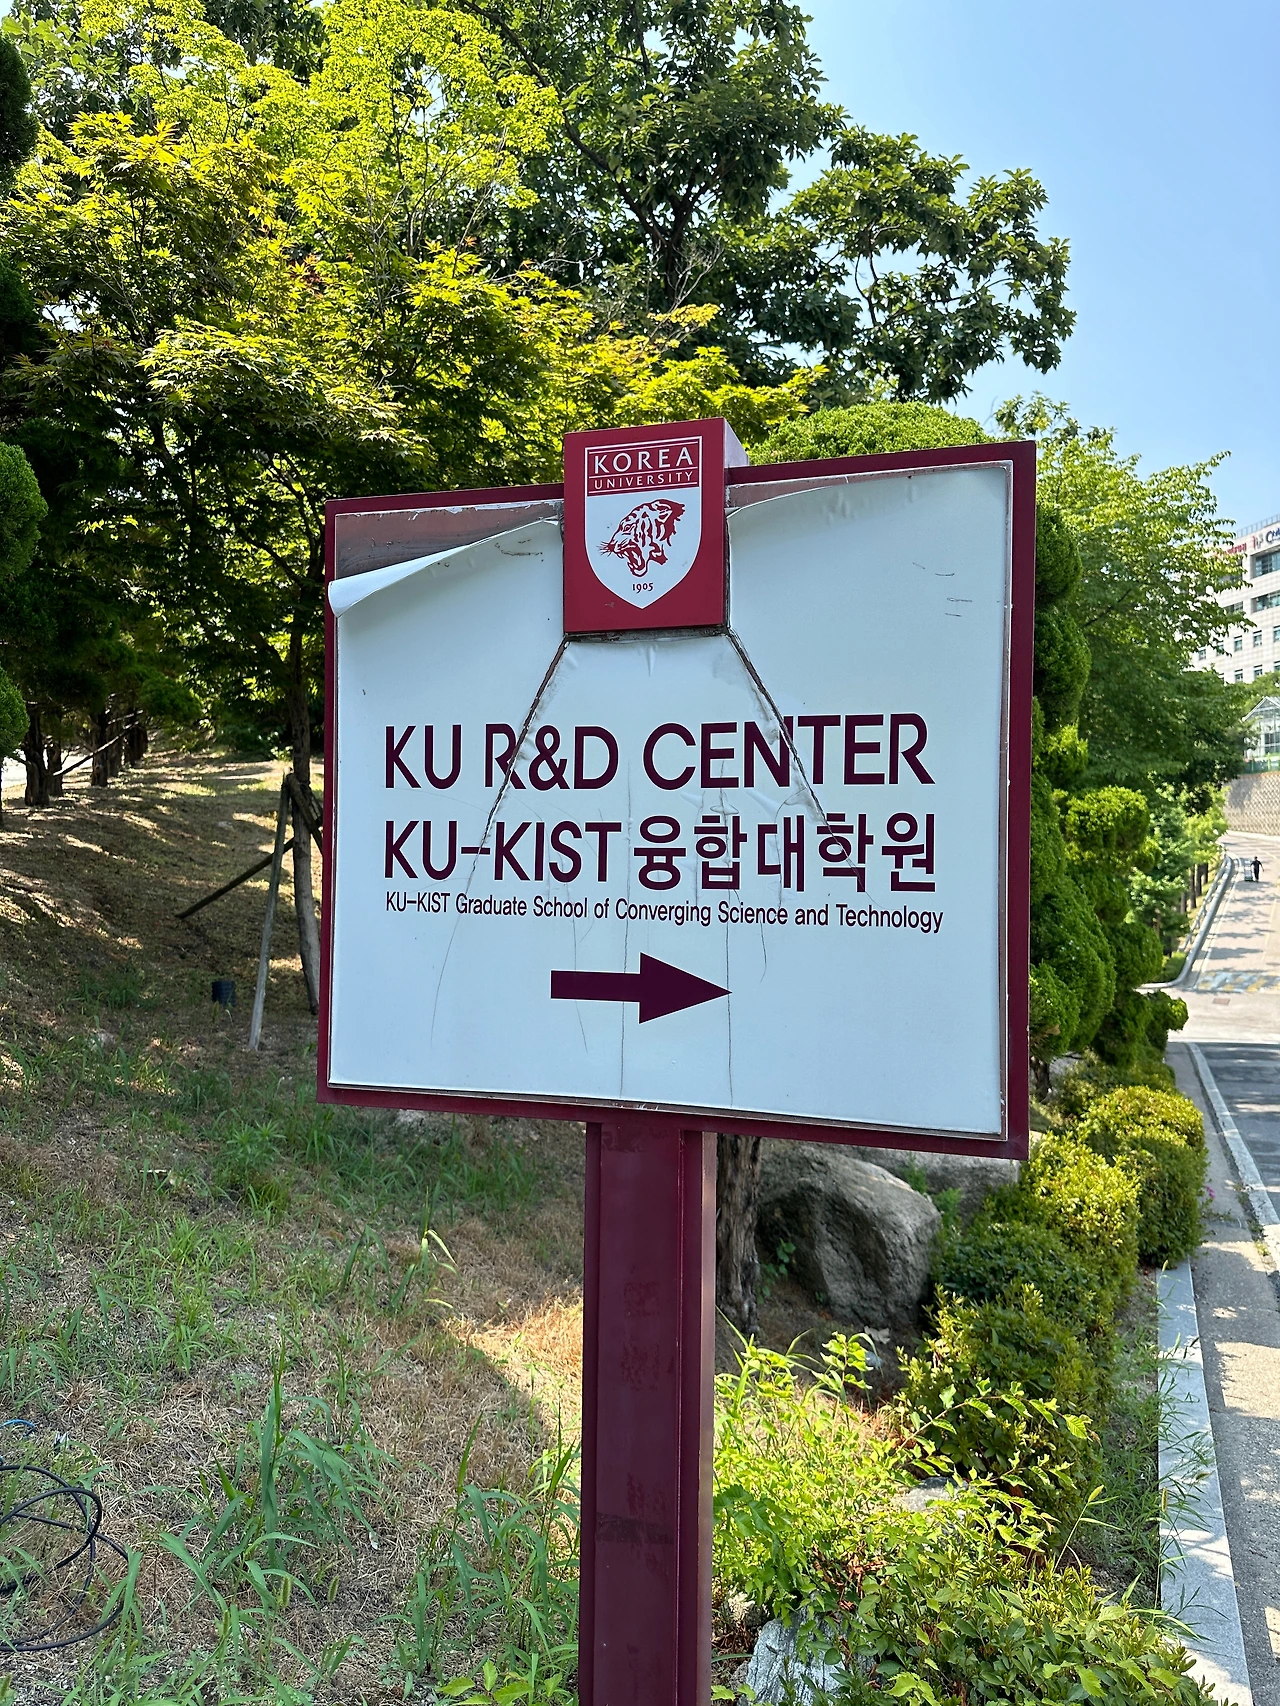 KOREA
UNIVERSITY
1905
KU R&D CENTER
KU-KIST 융합대학원
KU-KIST Graduate School of Converging Science and Technology